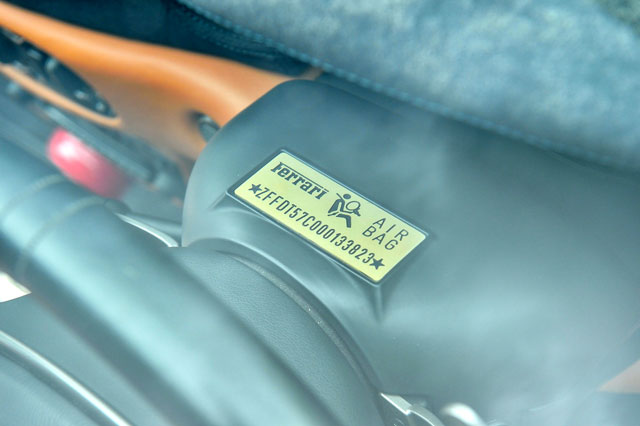 Ferrari
AIR
BAG
★ZFFDT57C000133823★